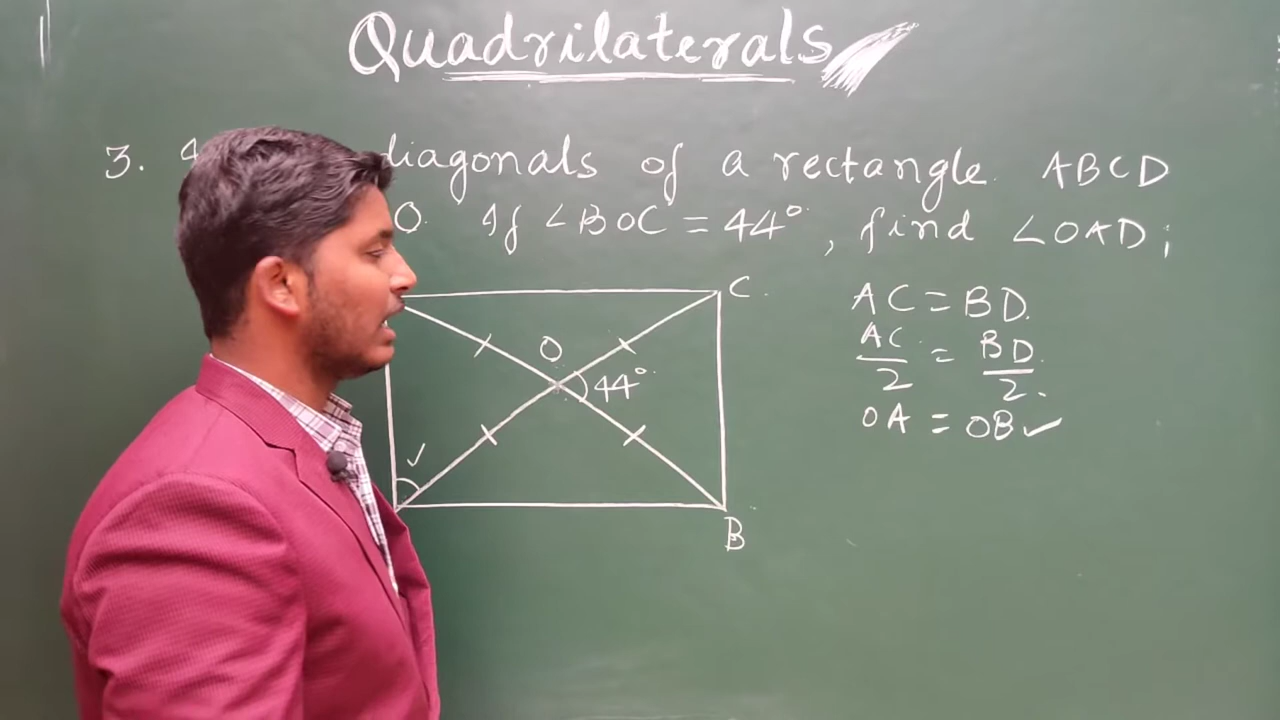 Quadrilaterals
3. diagonals of a rectangle ABCD
O. If ∠BOC = 44°, find ∠OAD;
C.
AC = BD.
O
AC/2 = BD/2.
44°
OA = OB ✓
✓
B